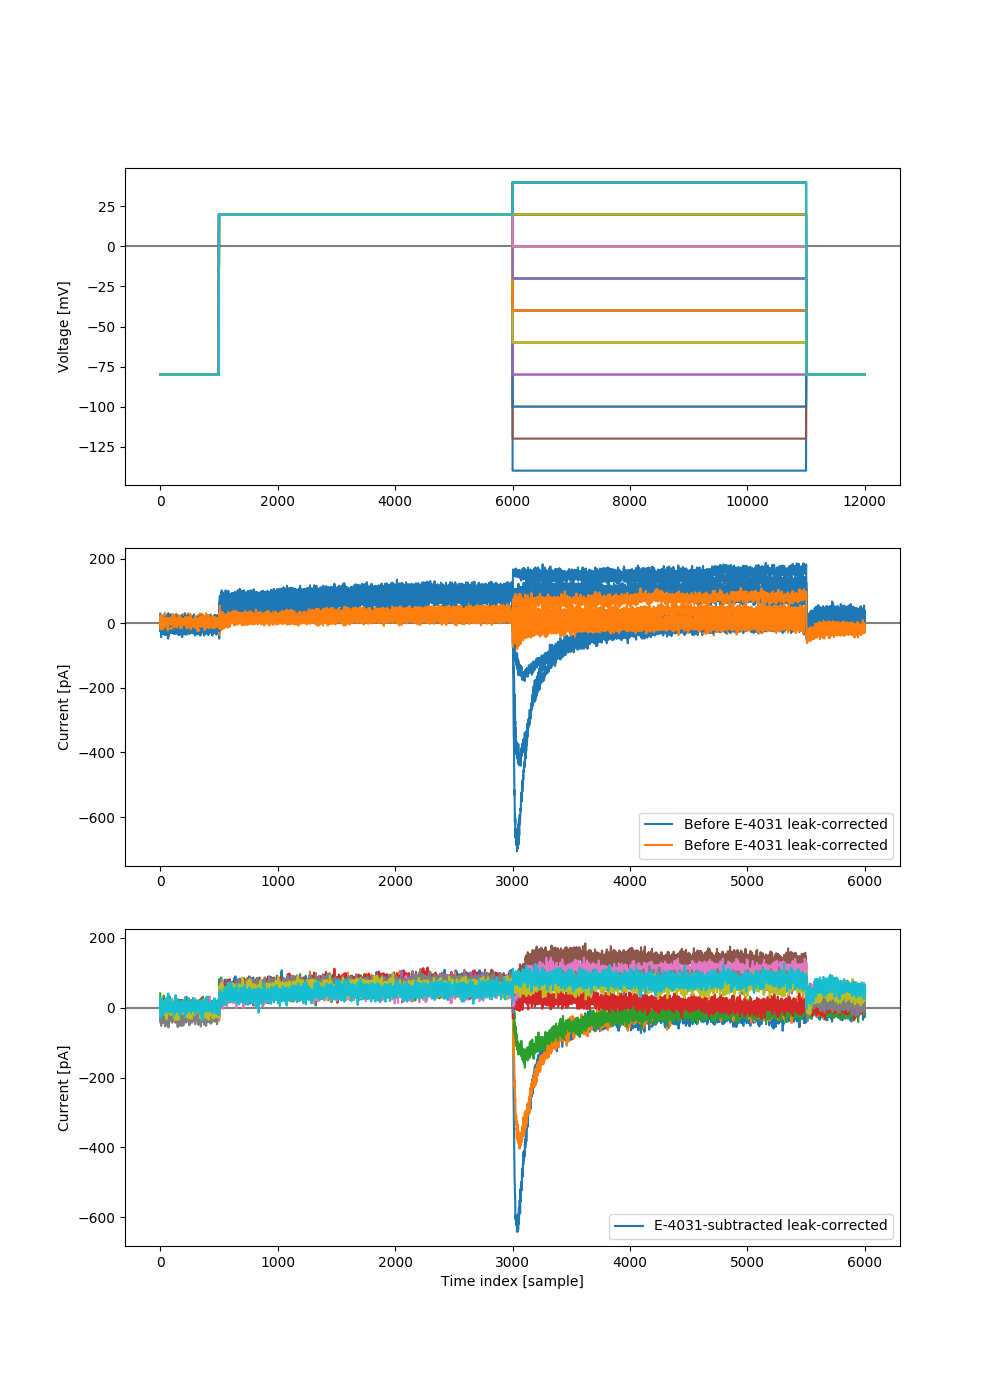 Voltage [mV]
25
0
−25
−50
−75
−100
−125
0 2000 4000 6000 8000 10000 12000
Current [pA]
200
0
−200
−400
−600
Before E-4031 leak-corrected
Before E-4031 leak-corrected
0 1000 2000 3000 4000 5000 6000
Current [pA]
200
0
−200
−400
−600
E-4031-subtracted leak-corrected
0 1000 2000 3000 4000 5000 6000
Time index [sample]